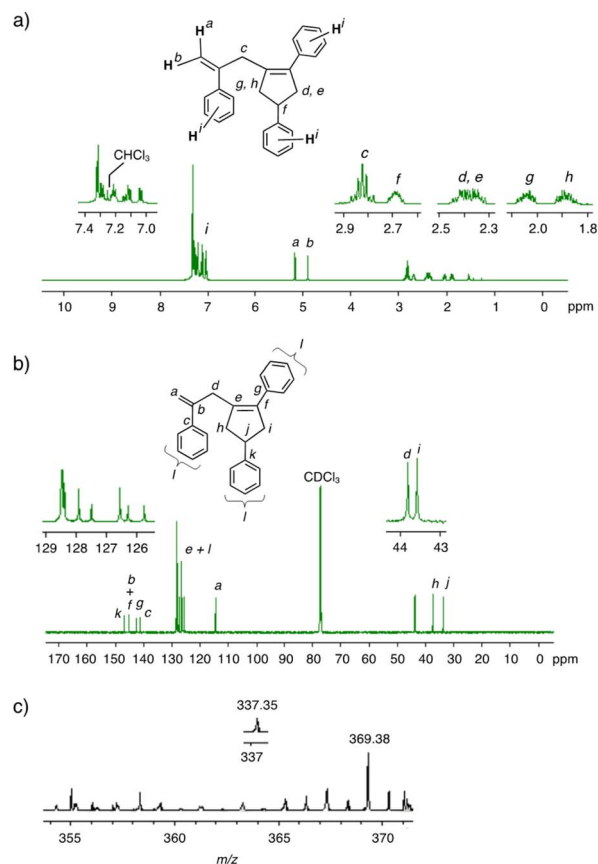 a)
H a
H b
c
H i
g, h
d, e
f
H i
H i
CHCl3
c
f
d, e
g
h
7.4 7.2 7.0
2.9 2.7
2.5 2.3
2.0 1.8
i
a b
10 9 8 7 6 5 4 3 2 1 0 ppm
b)
l
d
a
e
g
f
b
c
h
j
i
k
l
l
CDCl3
d i
129 128 127 126
44 43
e + l
b
+
f
k g c
a
h j
170 160 150 140 130 120 110 100 90 80 70 60 50 40 30 20 10 0 ppm
c)
337.35
337
369.38
355 360 365 370
m/z